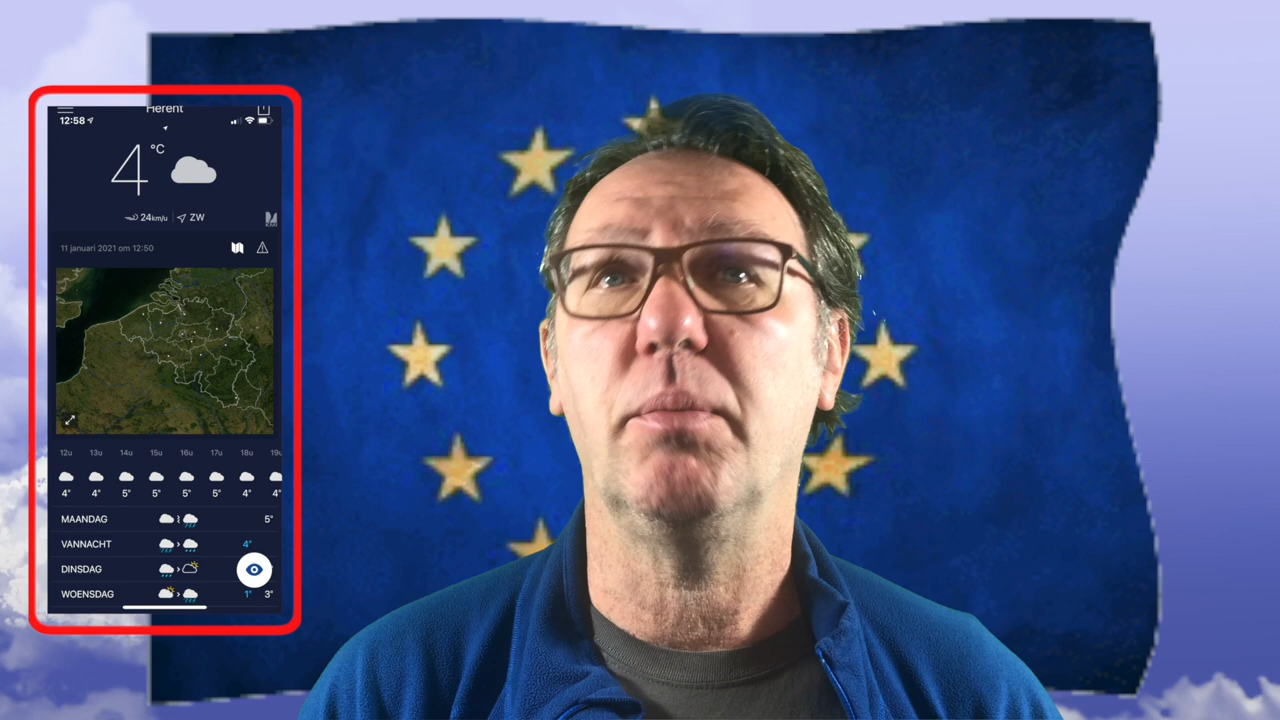 Herent
12:58
4 °C
24km/u ZW
KMI
11 januari 2021 om 12:50
12u 13u 14u 15u 16u 17u 18u 19u
4° 4° 5° 5° 5° 5° 4° 4°
MAANDAG 5°
VANNACHT 4°
DINSDAG
WOENSDAG 1° 3°